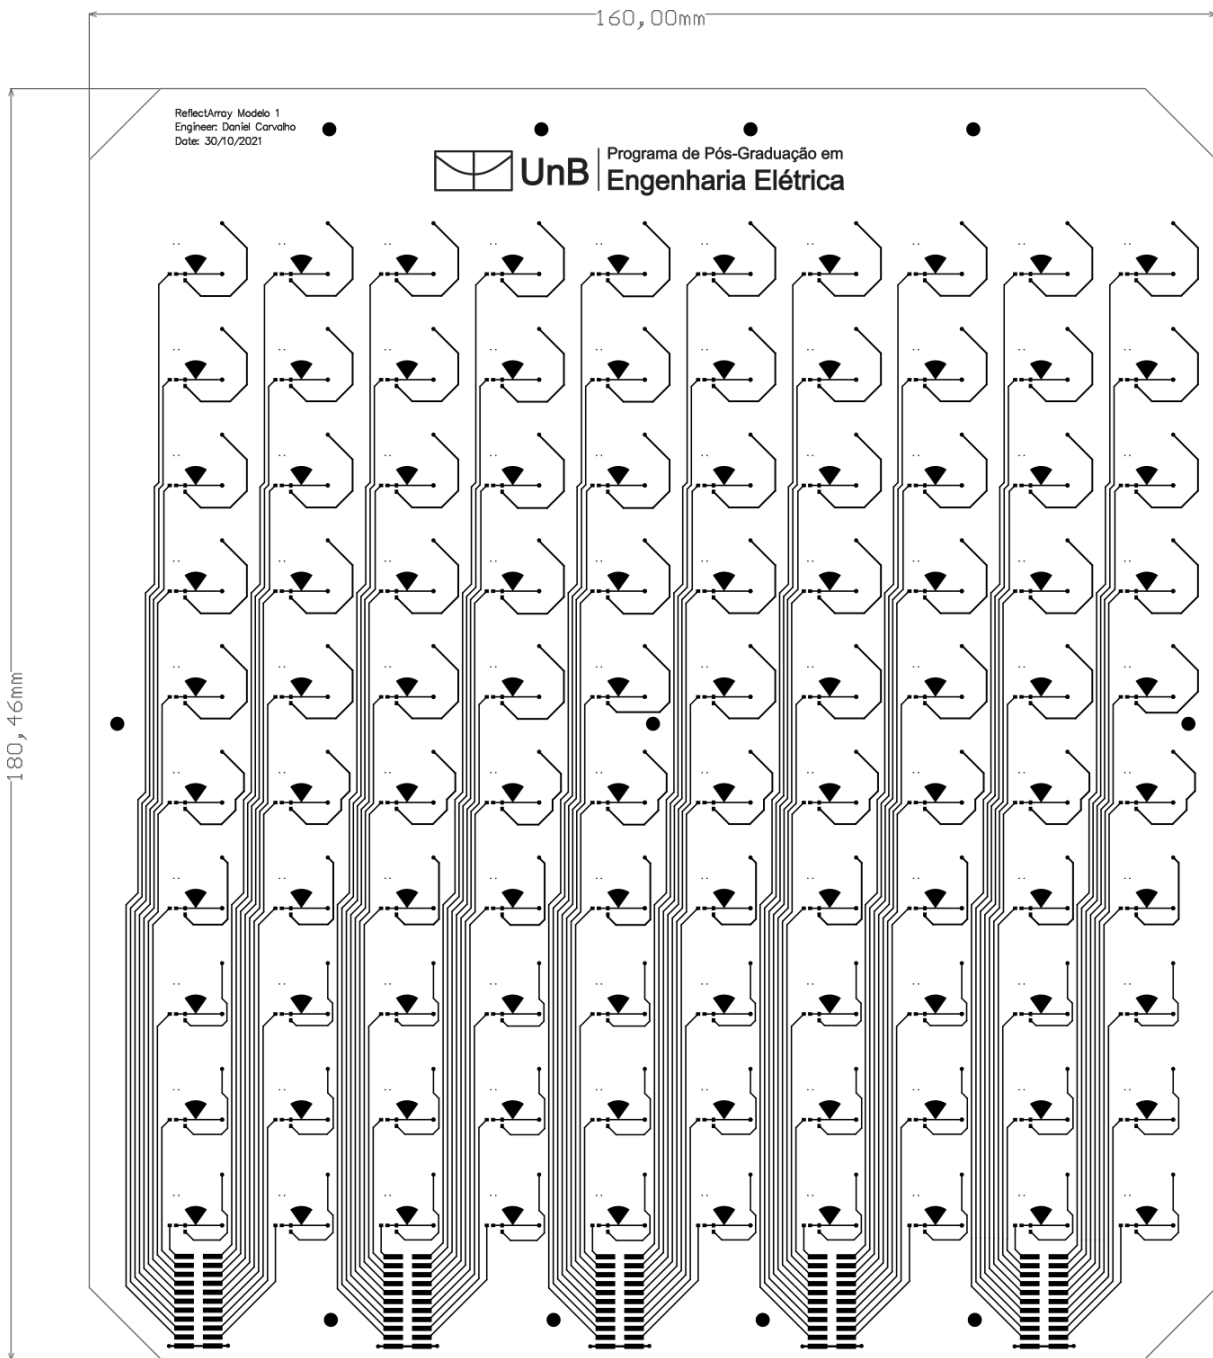 160,00mm
ReflectArray Modelo 1
Engineer: Daniel Carvalho
Date: 30/10/2021
UnB
Programa de Pós-Graduação em
Engenharia Elétrica
180,46mm